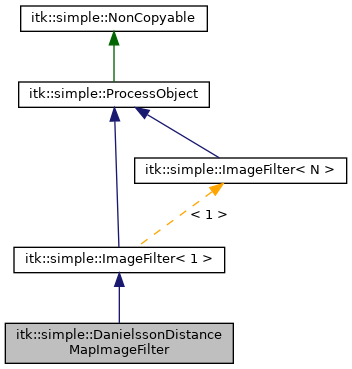 itk::simple::NonCopyable
itk::simple::ProcessObject
itk::simple::ImageFilter< N >
< 1 >
itk::simple::ImageFilter< 1 >
itk::simple::DanielssonDistance
MapImageFilter